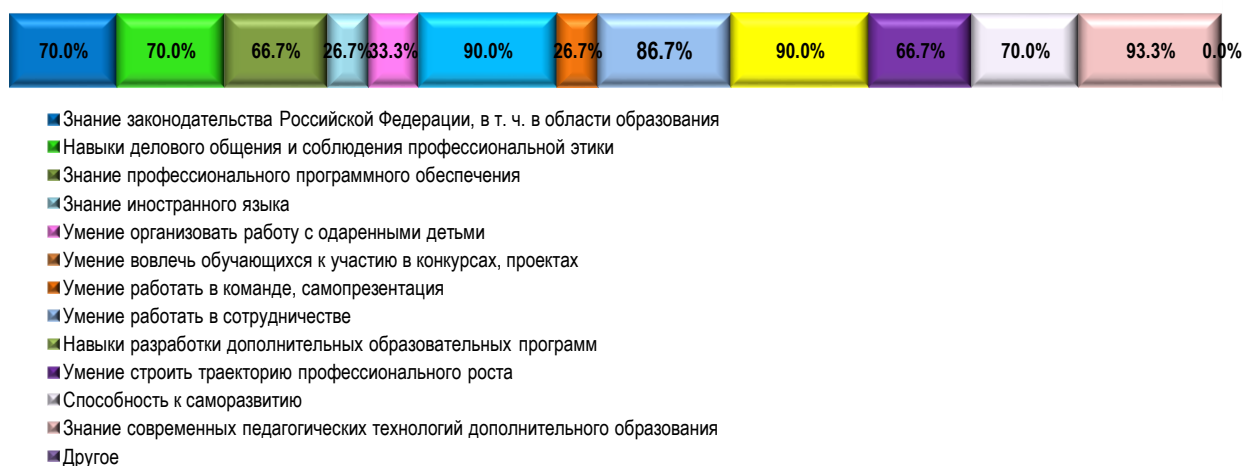 70.0% 70.0% 66.7% 26.7% 33.3% 90.0% 26.7% 86.7% 90.0% 66.7% 70.0% 93.3% 0.0%
Знание законодательства Российской Федерации, в т. ч. в области образования
Навыки делового общения и соблюдения профессиональной этики
Знание профессионального программного обеспечения
Знание иностранного языка
Умение организовать работу с одаренными детьми
Умение вовлечь обучающихся к участию в конкурсах, проектах
Умение работать в команде, самопрезентация
Умение работать в сотрудничестве
Навыки разработки дополнительных образовательных программ
Умение строить траекторию профессионального роста
Способность к саморазвитию
Знание современных педагогических технологий дополнительного образования
Другое